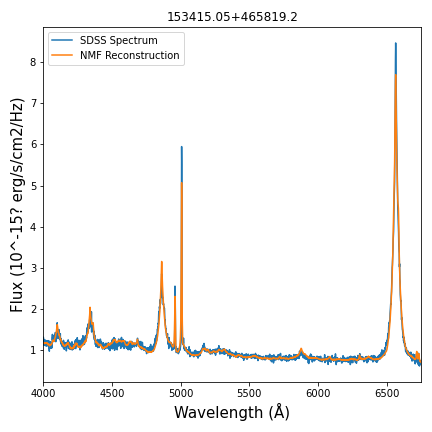 153415.05+465819.2
SDSS Spectrum
NMF Reconstruction
Flux (10^-15? erg/s/cm2/Hz)
8
7
6
5
4
3
2
1
4000 4500 5000 5500 6000 6500
Wavelength (Å)